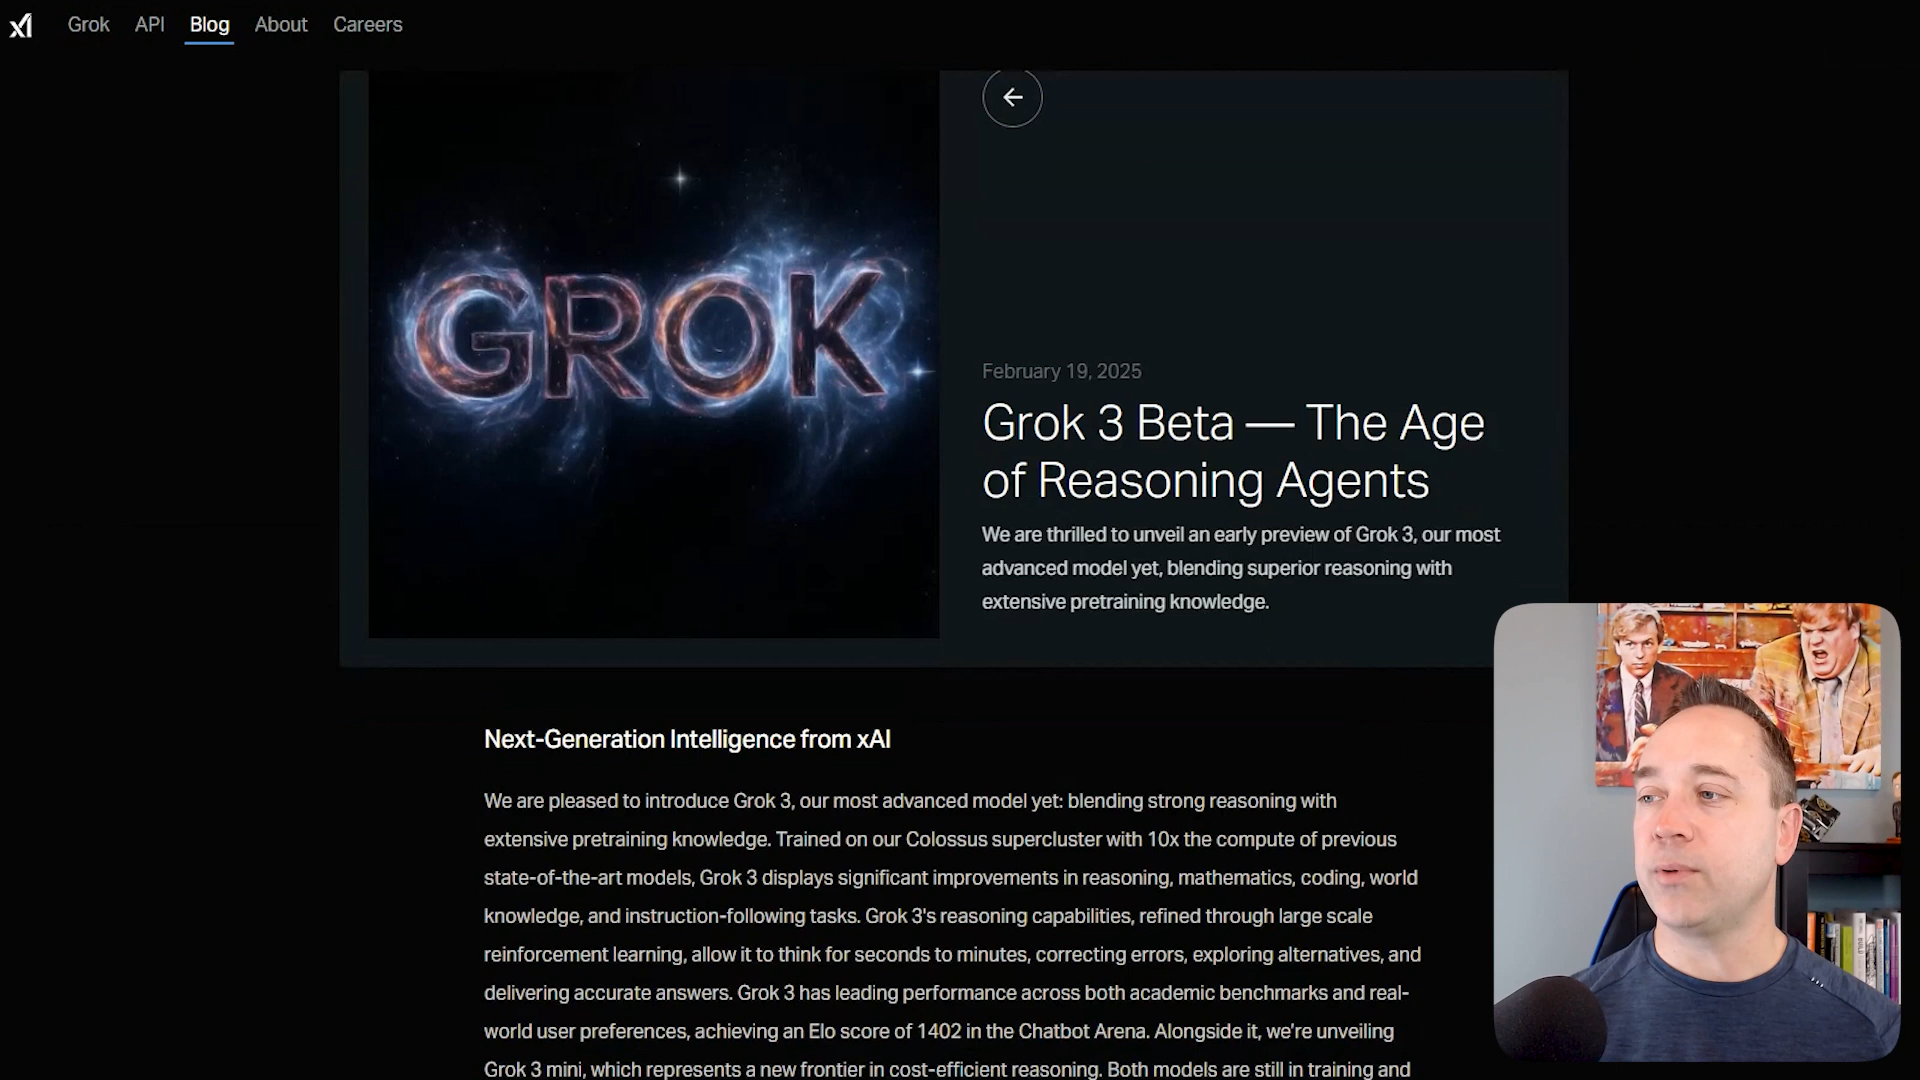 xI
Grok API Blog About Careers
GROK
February 19, 2025
Grok 3 Beta — The Age
of Reasoning Agents
We are thrilled to unveil an early preview of Grok 3, our most
advanced model yet, blending superior reasoning with
extensive pretraining knowledge.
Next-Generation Intelligence from xAI
We are pleased to introduce Grok 3, our most advanced model yet: blending strong reasoning with
extensive pretraining knowledge. Trained on our Colossus supercluster with 10x the compute of previous
state-of-the-art models, Grok 3 displays significant improvements in reasoning, mathematics, coding, world
knowledge, and instruction-following tasks. Grok 3's reasoning capabilities, refined through large scale
reinforcement learning, allow it to think for seconds to minutes, correcting errors, exploring alternatives, and
delivering accurate answers. Grok 3 has leading performance across both academic benchmarks and real-
world user preferences, achieving an Elo score of 1402 in the Chatbot Arena. Alongside it, we’re unveiling
Grok 3 mini, which represents a new frontier in cost-efficient reasoning. Both models are still in training and